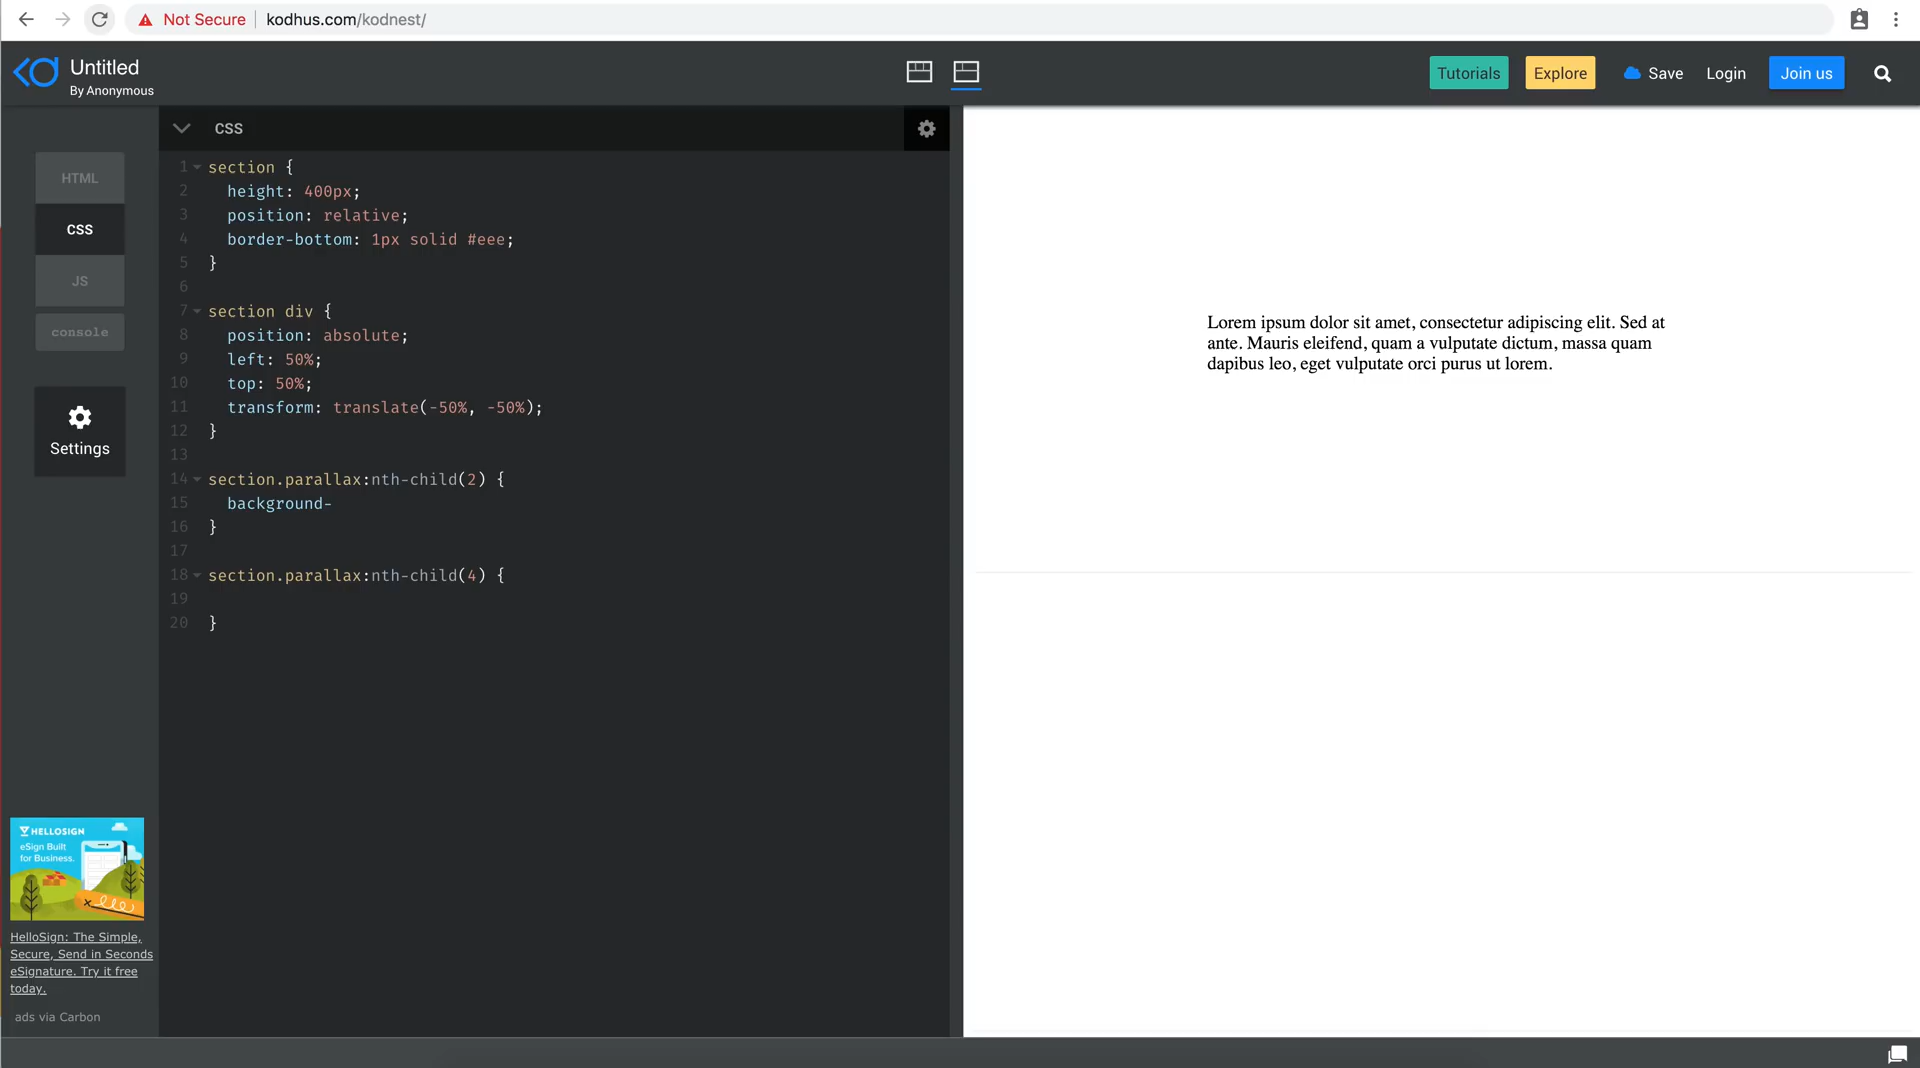 Not Secure kodhus.com/kodnest/
Untitled
By Anonymous
Tutorials
Explore
Save
Login
Join us
HTML
CSS
JS
console
Settings
CSS
1 section {
2 height: 400px;
3 position: relative;
4 border-bottom: 1px solid #eee;
5 }
6
7 section div {
8 position: absolute;
9 left: 50%;
10 top: 50%;
11 transform: translate(-50%, -50%);
12 }
13
14 section.parallax:nth-child(2) {
15 background-
16 }
17
18 section.parallax:nth-child(4) {
19
20 }
Lorem ipsum dolor sit amet, consectetur adipiscing elit. Sed at
ante. Mauris eleifend, quam a vulputate dictum, massa quam
dapibus leo, eget vulputate orci purus ut lorem.
HELLOSIGN
eSign Built
for Business.
HelloSign: The Simple,
Secure, Send in Seconds
eSignature. Try it free
today.
ads via Carbon